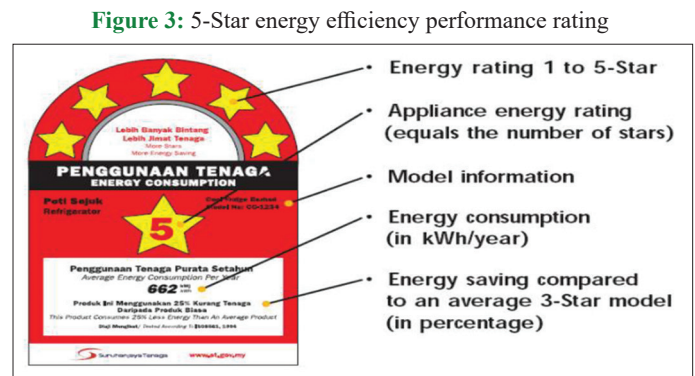 Figure 3: 5-Star energy efficiency performance rating
Lebih Banyak Bintang
Lebih Jimat Tenaga
More Stars
More Energy Saving
PENGGUNAAN TENAGA
ENERGY CONSUMPTION
Peti Sejuk
Refrigerator
Model No:
5
Penggunaan Tenaga Purata Setahun
Average Energy Consumption Per Year
662
Produk Ini Menggunakan 25% Kurang Tenaga
Daripada Produk Biasa
This Product Consumes 25% Less Energy Than An Average Product
Suruhanjaya Tenaga
www.st.gov.my
• Energy rating 1 to 5-Star
• Appliance energy rating
(equals the number of stars)
• Model information
• Energy consumption
(in kWh/year)
• Energy saving compared
to an average 3-Star model
(in percentage)